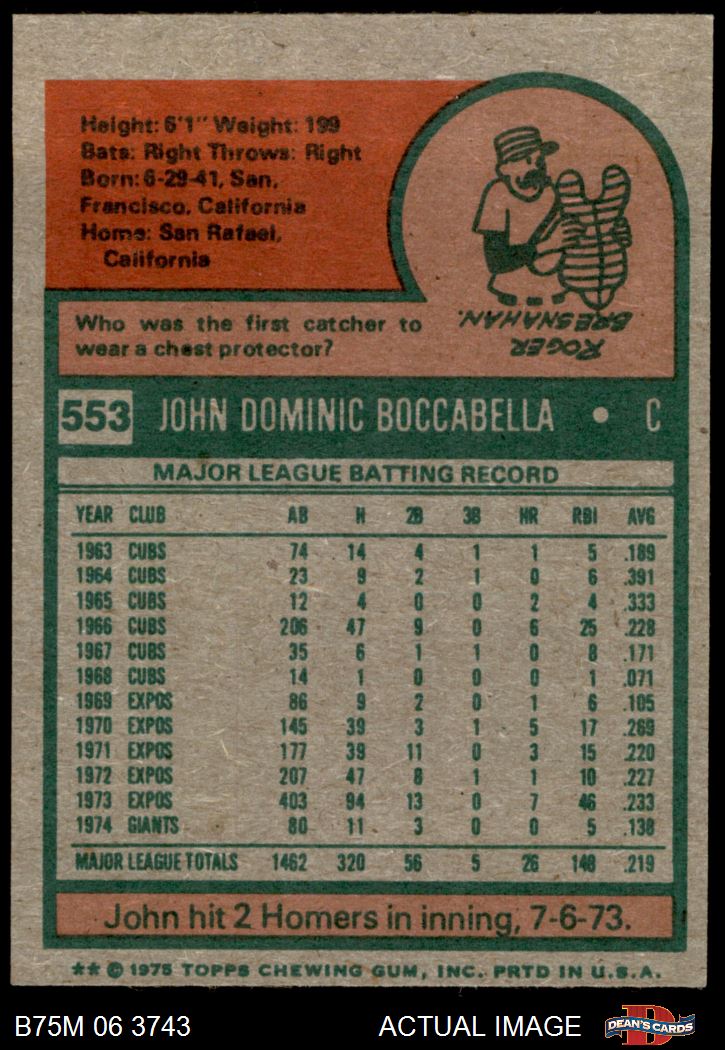 Height: 6'1" Weight: 199
Bats: Right Throws: Right
Born: 6-29-41, San,
Francisco, California
Home: San Rafael,
California
ROGER
BRESNAHAN.
Who was the first catcher to
wear a chest protector?
553 JOHN DOMINIC BOCCABELLA • C
MAJOR LEAGUE BATTING RECORD
YEAR CLUB AB H 2B 3B HR RBI AVG
1963 CUBS 74 14 4 1 1 5 .189
1964 CUBS 23 9 2 1 0 6 .391
1965 CUBS 12 4 0 0 2 4 .333
1966 CUBS 206 47 9 0 6 25 .228
1967 CUBS 35 6 1 1 0 8 .171
1968 CUBS 14 1 0 0 0 1 .071
1969 EXPOS 86 9 2 0 1 6 .105
1970 EXPOS 145 39 3 1 5 17 .269
1971 EXPOS 177 39 11 0 3 15 .220
1972 EXPOS 207 47 8 1 1 10 .227
1973 EXPOS 403 94 13 0 7 46 .233
1974 GIANTS 80 11 3 0 0 5 .138
MAJOR LEAGUE TOTALS 1462 320 56 5 26 148 .219
John hit 2 Homers in inning, 7-6-73.
** © 1975 TOPPS CHEWING GUM, INC. PRTD IN U.S.A.
B75M 06 3743 ACTUAL IMAGE
D
DEAN'S CARDS